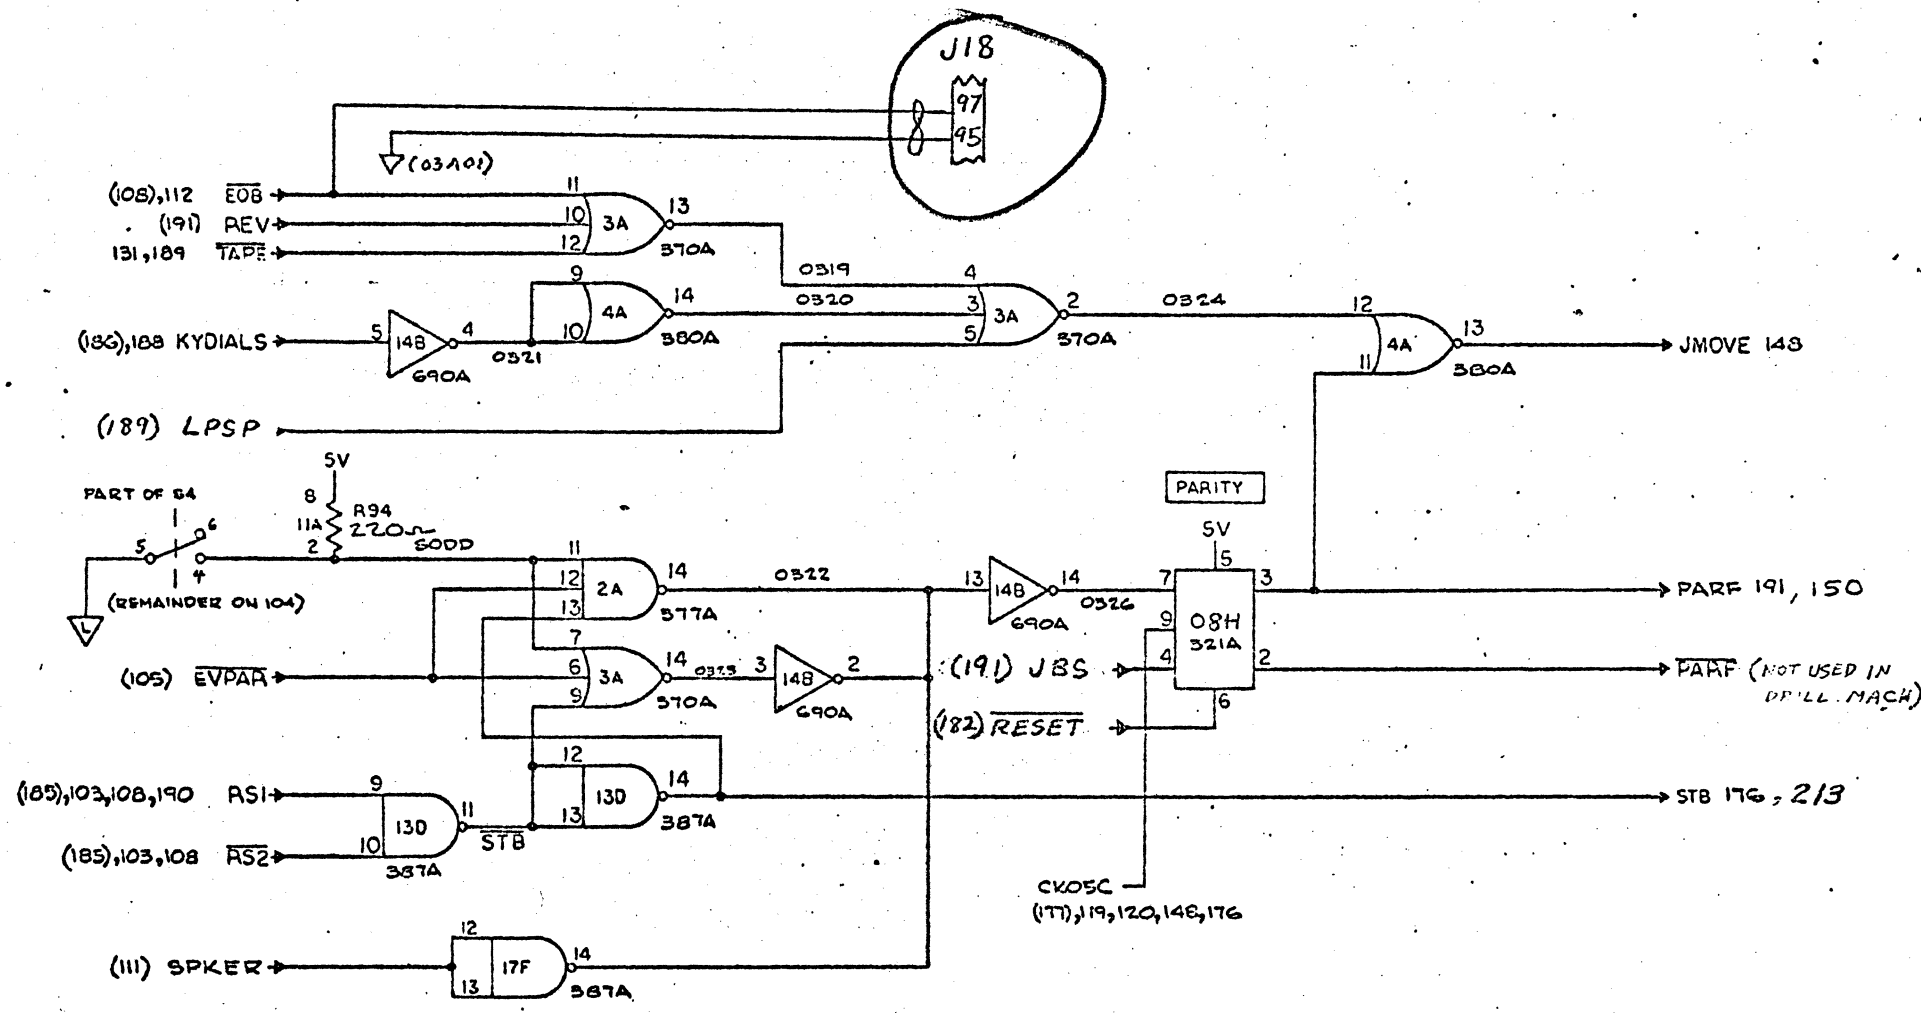 J18
97
95
(03A01)
(108),112 EOB 11
(191) REV 10 3A 13
131,189 TAPE 12 370A
0319
9 14 0320 4
4A 3 3A 2 0324 12
(186),188 KYDIALS 5 14B 4 10 380A 5 370A 13
0321 4A JMOVE 148
690A 11 380A
(189) LPSP
5V
PART OF S4 8 R94 PARITY
6 11A 220Ω
5 2 SODD 5V
4 11 5
(REMAINDER ON 104) 12 2A 14 0322 13 14B 14 7 3 PARF 191, 150
L 13 377A 690A 0326 9 08H
321A
7 14 0323 3 14B 2 (191) JBS 4 2 PARF (NOT USED IN
(105) EVPAR 6 3A DRILL. MACH)
9 370A 690A (182) RESET 6
12 14
(185),103,108,190 RS1 9 11 13D STB 176, 213
13D STB 13 387A
(185),103,108 RS2 10
387A CK05C
(177),119,120,148,176
12
(111) SPKER 17F 14
13 387A